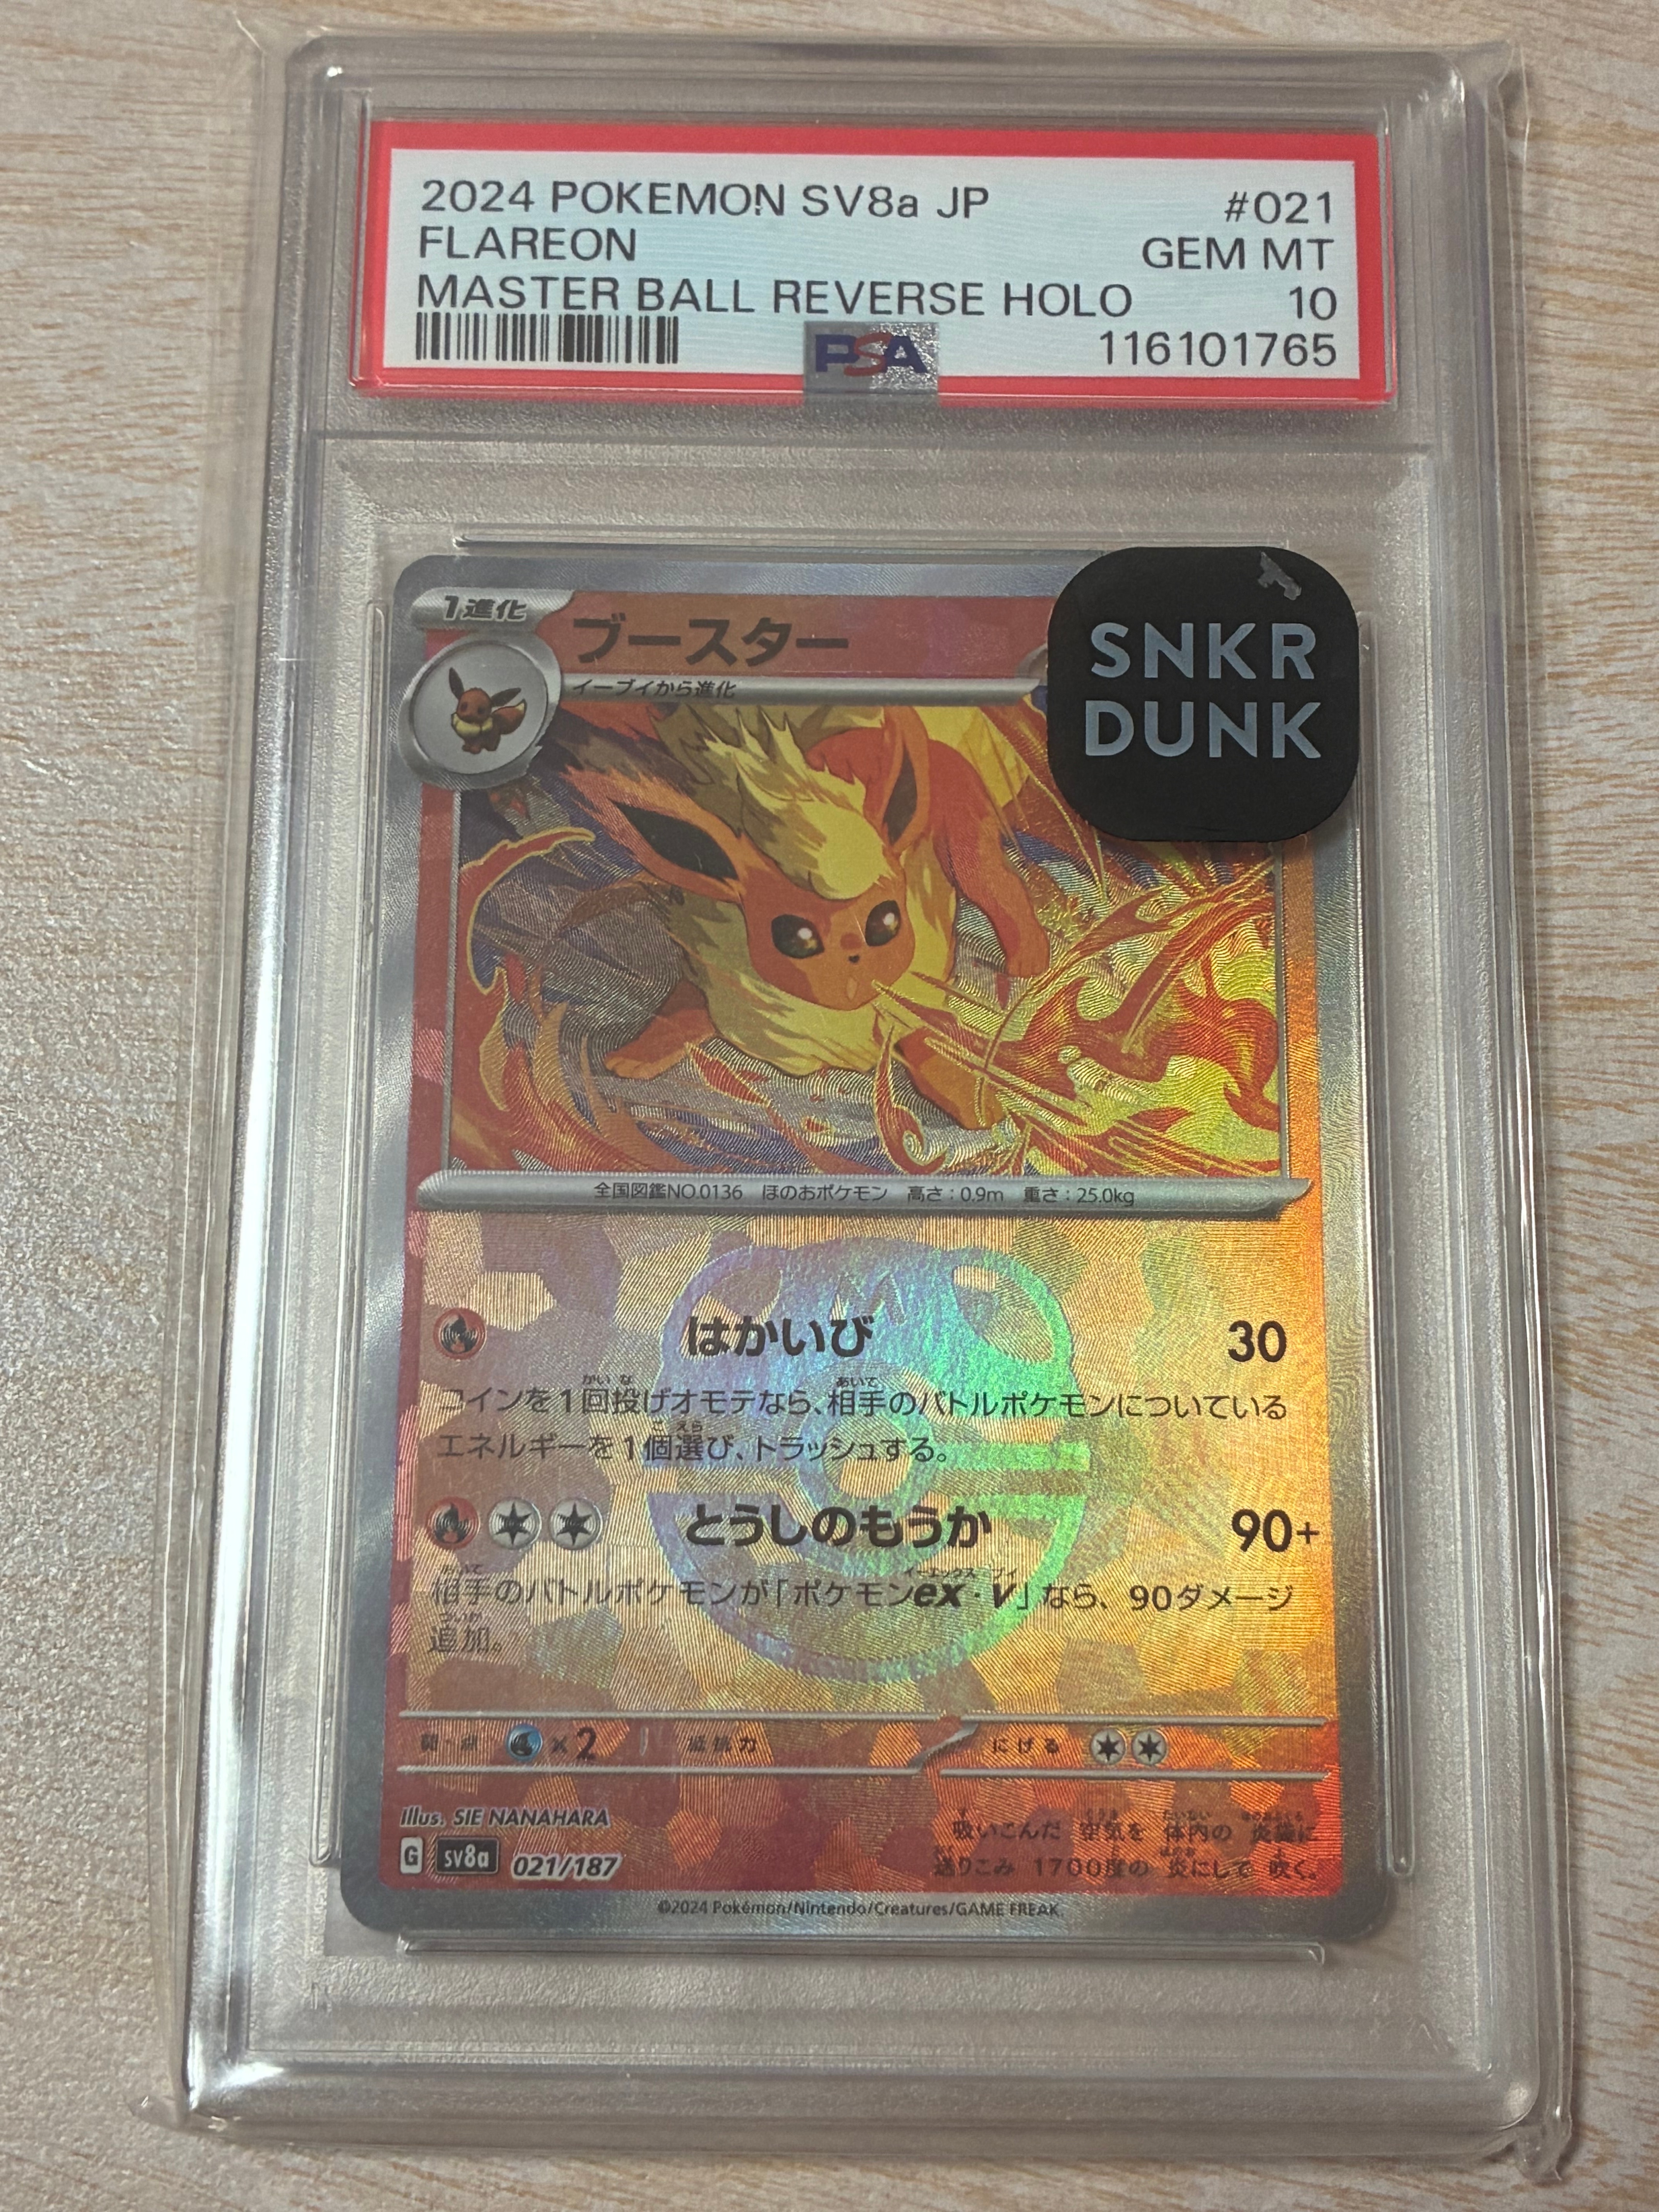 2024 POKEMON SV8a JP #021
FLAREON GEM MT
MASTER BALL REVERSE HOLO 10
PSA 116101765
1進化
ブースター
イーブイから進化
SNKR
DUNK
全国図鑑NO.0136 ほのおポケモン 高さ:0.9m 重さ:25.0kg
はかいび 30
コインを1回投げオモテなら、相手のバトルポケモンについている
エネルギーを1個選び、トラッシュする。
とうしのもうか 90+
相手のバトルポケモンが「ポケモンex・V」なら、90ダメージ
追加。
弱点 ×2 抵抗力 にげる
Illus. SIE NANAHARA
吸いこんだ 空気を 体内の 炎袋に
G sv8a 021/187
送りこみ 1700度の 炎にして 吹く。
©2024 Pokémon/Nintendo/Creatures/GAME FREAK.